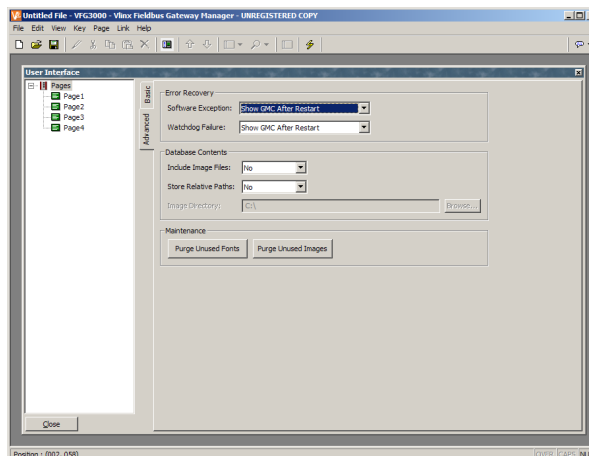 Untitled File - VFG3000 - Vlinx Fieldbus Gateway Manager - UNREGISTERED COPY
File Edit View Key Page Link Help
User Interface
Pages
Page1
Page2
Page3
Page4
Basic
Advanced
Error Recovery
Software Exception: Show GMC After Restart
Watchdog Failure: Show GMC After Restart
Database Contents
Include Image Files: No
Store Relative Paths: No
Image Directory: C:\ Browse...
Maintenance
Purge Unused Fonts Purge Unused Images
Close
Position : (002, 058) OVER CAPS NU